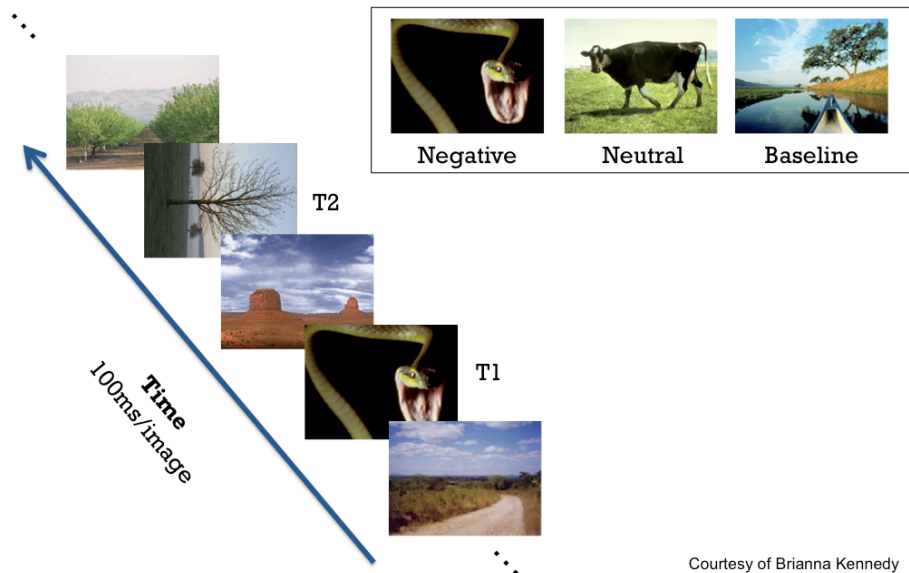 Negative
Neutral
Baseline
T2
T1
Time
100ms/image
Courtesy of Brianna Kennedy